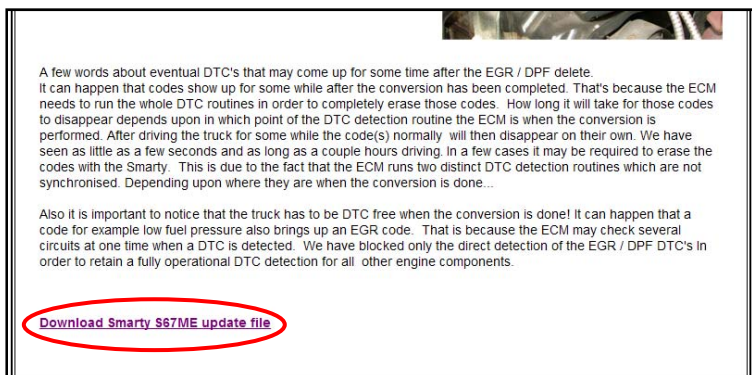 A few words about eventual DTC's that may come up for some time after the EGR / DPF delete.
It can happen that codes show up for some while after the conversion has been completed. That's because the ECM
needs to run the whole DTC routines in order to completely erase those codes. How long it will take for those codes
to disappear depends upon in which point of the DTC detection routine the ECM is when the conversion is
performed. After driving the truck for some while the code(s) normally will then disappear on their own. We have
seen as little as a few seconds and as long as a couple hours driving. In a few cases it may be required to erase the
codes with the Smarty. This is due to the fact that the ECM runs two distinct DTC detection routines which are not
synchronised. Depending upon where they are when the conversion is done...
Also it is important to notice that the truck has to be DTC free when the conversion is done! It can happen that a
code for example low fuel pressure also brings up an EGR code. That is because the ECM may check several
circuits at one time when a DTC is detected. We have blocked only the direct detection of the EGR / DPF DTC's In
order to retain a fully operational DTC detection for all other engine components.
Download Smarty S67ME update file